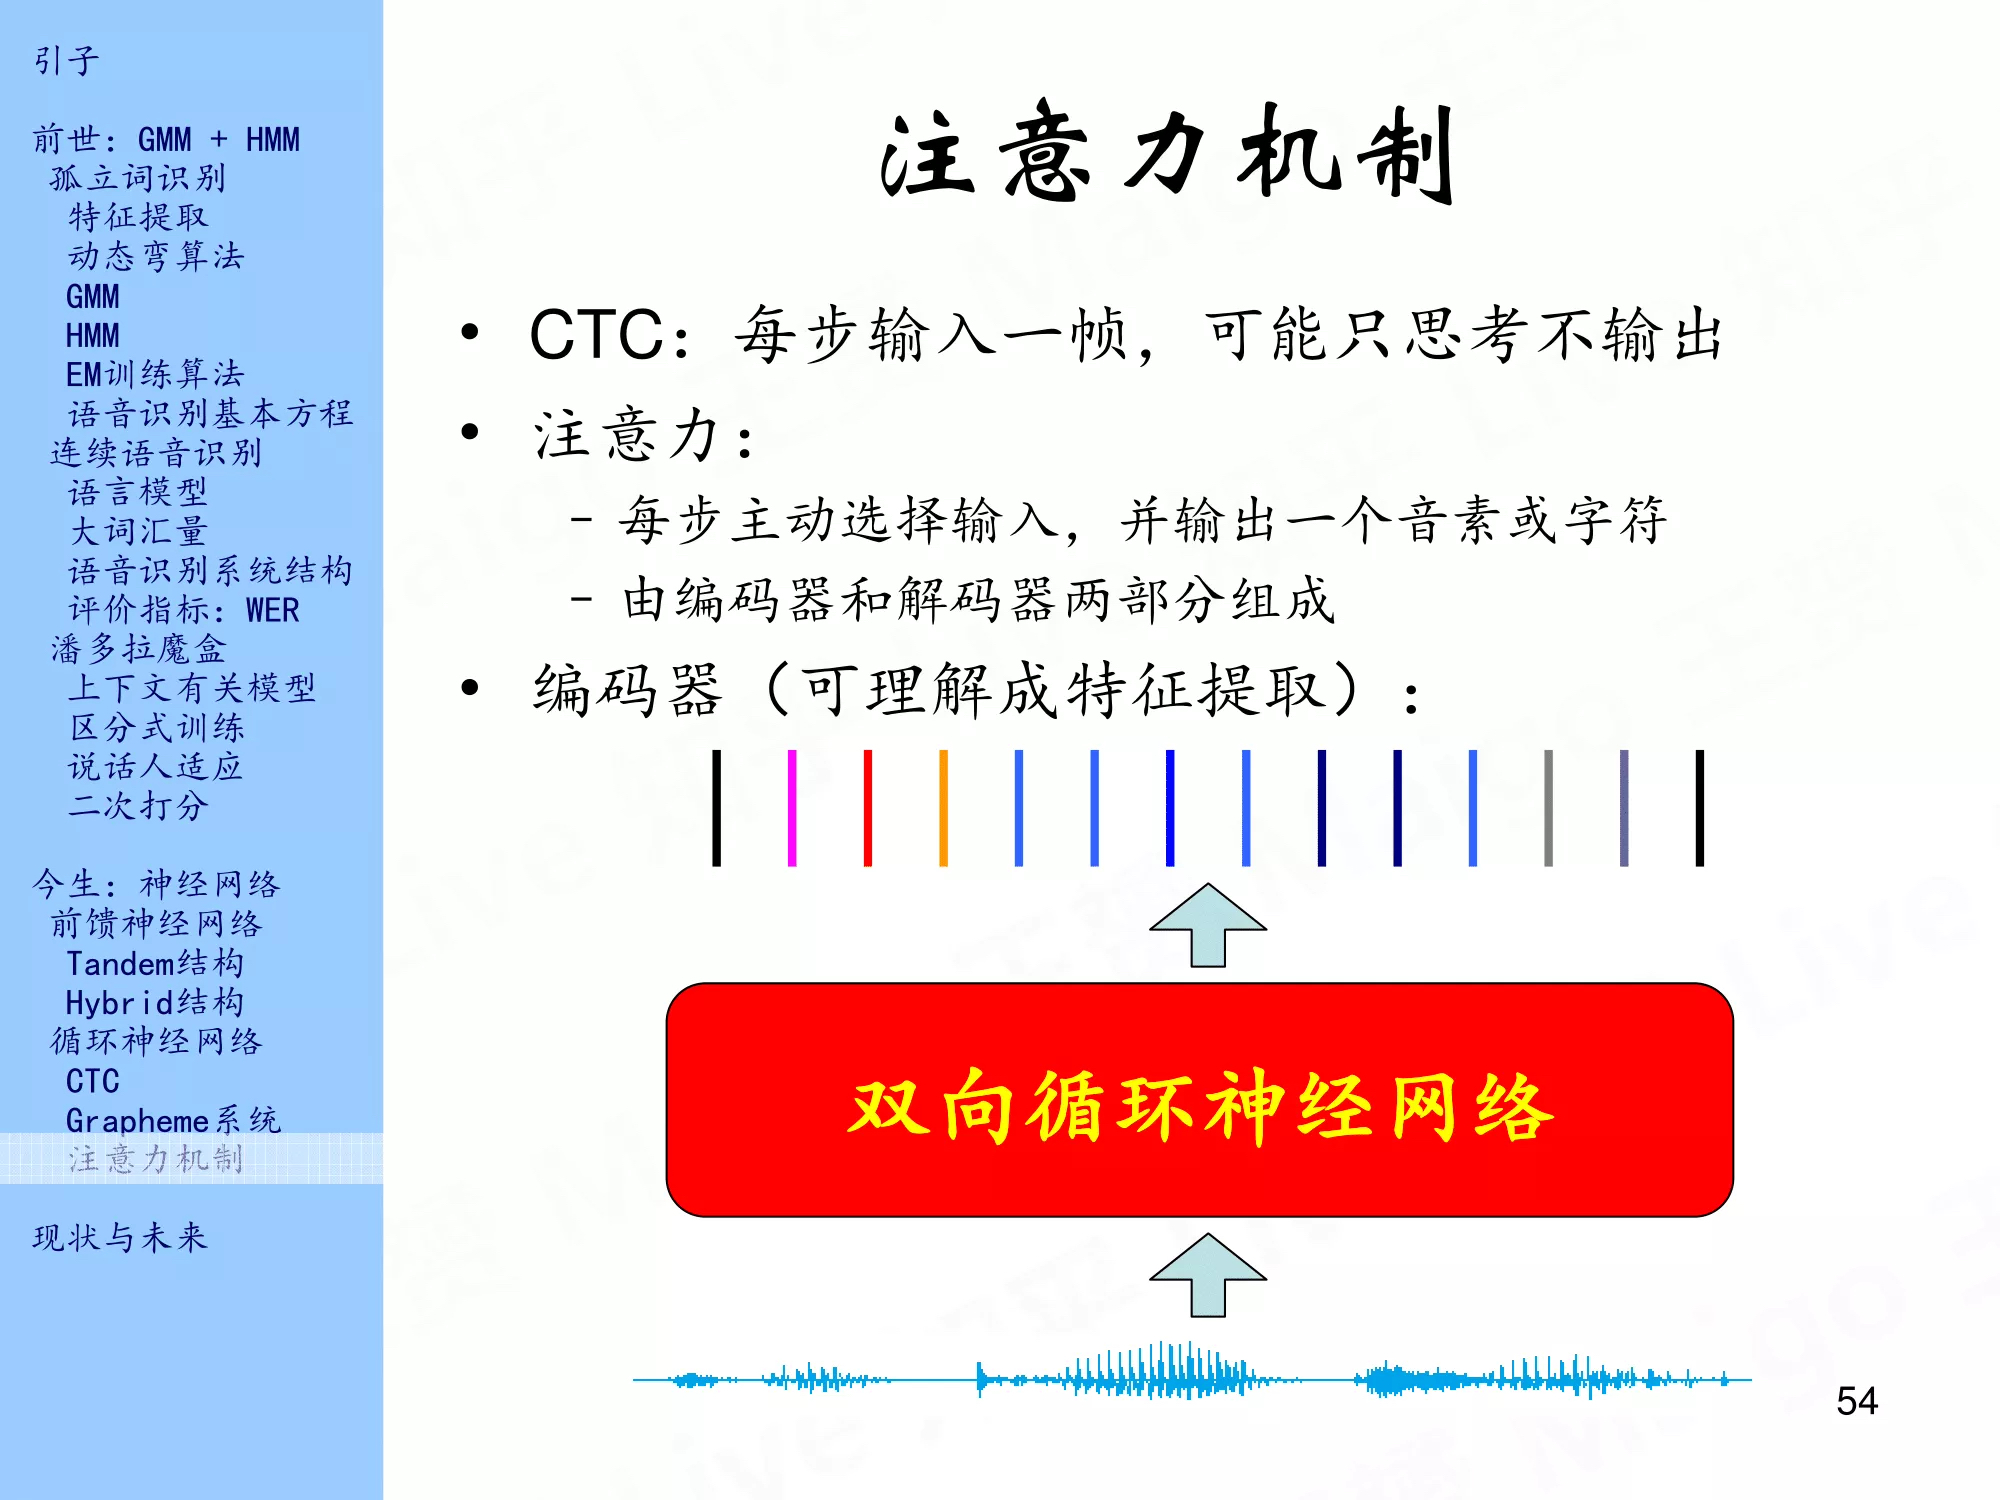 引子
前世：GMM + HMM
孤立词识别
特征提取
动态弯算法
GMM
HMM
EM训练算法
语音识别基本方程
连续语音识别
语言模型
大词汇量
语音识别系统结构
评价指标：WER
潘多拉魔盒
上下文有关模型
区分式训练
说话人适应
二次打分
今生：神经网络
前馈神经网络
Tandem结构
Hybrid结构
循环神经网络
CTC
Grapheme系统
注意力机制
现状与未来
注意力机制
• CTC：每步输入一帧，可能只思考不输出
• 注意力：
– 每步主动选择输入，并输出一个音素或字符
– 由编码器和解码器两部分组成
• 编码器（可理解成特征提取）：
双向循环神经网络
54